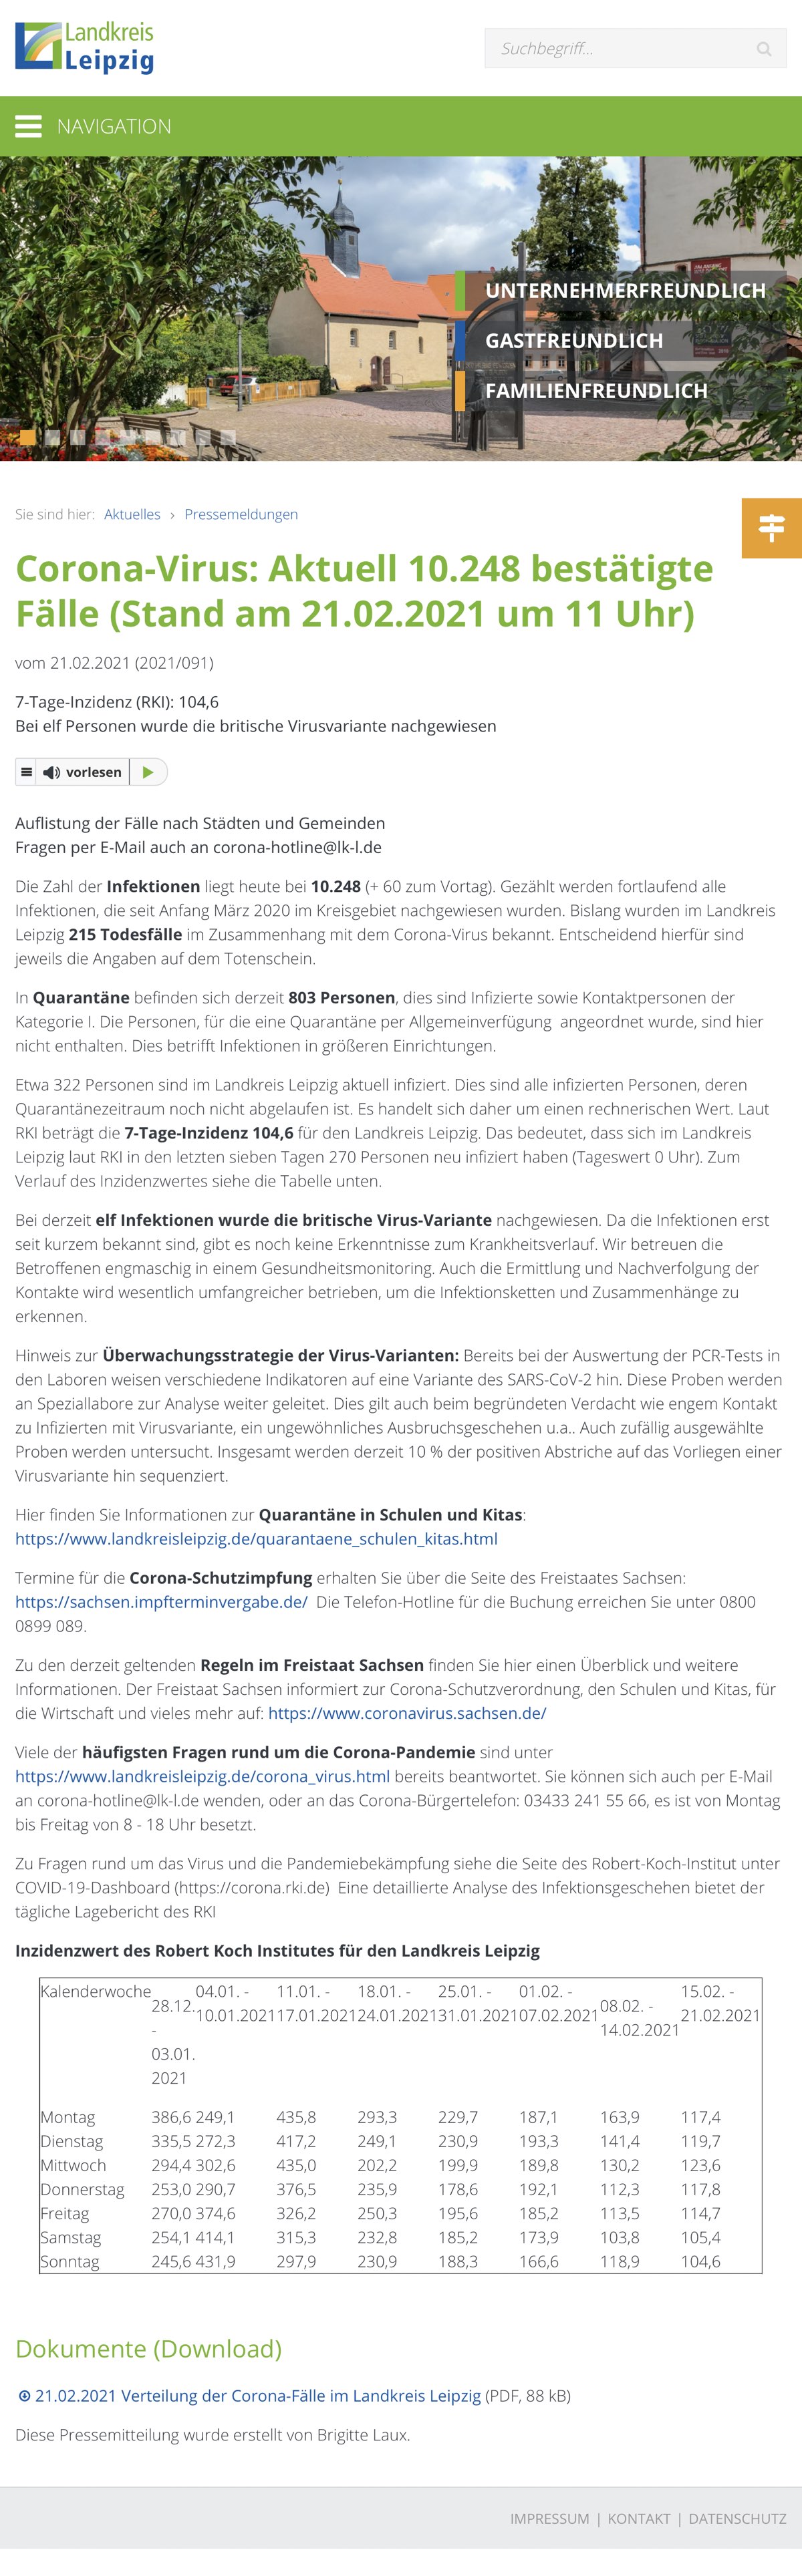 Landkreis
Leipzig
Suchbegriff...
NAVIGATION
UNTERNEHMERFREUNDLICH
GASTFREUNDLICH
FAMILIENFREUNDLICH
Sie sind hier: Aktuelles › Pressemeldungen
Corona-Virus: Aktuell 10.248 bestätigte
Fälle (Stand am 21.02.2021 um 11 Uhr)
vom 21.02.2021 (2021/091)
7-Tage-Inzidenz (RKI): 104,6
Bei elf Personen wurde die britische Virusvariante nachgewiesen
vorlesen
Auflistung der Fälle nach Städten und Gemeinden
Fragen per E-Mail auch an corona-hotline@lk-l.de
Die Zahl der Infektionen liegt heute bei 10.248 (+ 60 zum Vortag). Gezählt werden fortlaufend alle
Infektionen, die seit Anfang März 2020 im Kreisgebiet nachgewiesen wurden. Bislang wurden im Landkreis
Leipzig 215 Todesfälle im Zusammenhang mit dem Corona-Virus bekannt. Entscheidend hierfür sind
jeweils die Angaben auf dem Totenschein.
In Quarantäne befinden sich derzeit 803 Personen, dies sind Infizierte sowie Kontaktpersonen der
Kategorie I. Die Personen, für die eine Quarantäne per Allgemeinverfügung angeordnet wurde, sind hier
nicht enthalten. Dies betrifft Infektionen in größeren Einrichtungen.
Etwa 322 Personen sind im Landkreis Leipzig aktuell infiziert. Dies sind alle infizierten Personen, deren
Quarantänezeitraum noch nicht abgelaufen ist. Es handelt sich daher um einen rechnerischen Wert. Laut
RKI beträgt die 7-Tage-Inzidenz 104,6 für den Landkreis Leipzig. Das bedeutet, dass sich im Landkreis
Leipzig laut RKI in den letzten sieben Tagen 270 Personen neu infiziert haben (Tageswert 0 Uhr). Zum
Verlauf des Inzidenzwertes siehe die Tabelle unten.
Bei derzeit elf Infektionen wurde die britische Virus-Variante nachgewiesen. Da die Infektionen erst
seit kurzem bekannt sind, gibt es noch keine Erkenntnisse zum Krankheitsverlauf. Wir betreuen die
Betroffenen engmaschig in einem Gesundheitsmonitoring. Auch die Ermittlung und Nachverfolgung der
Kontakte wird wesentlich umfangreicher betrieben, um die Infektionsketten und Zusammenhänge zu
erkennen.
Hinweis zur Überwachungsstrategie der Virus-Varianten: Bereits bei der Auswertung der PCR-Tests in
den Laboren weisen verschiedene Indikatoren auf eine Variante des SARS-CoV-2 hin. Diese Proben werden
an Speziallabore zur Analyse weiter geleitet. Dies gilt auch beim begründeten Verdacht wie engem Kontakt
zu Infizierten mit Virusvariante, ein ungewöhnliches Ausbruchsgeschehen u.a.. Auch zufällig ausgewählte
Proben werden untersucht. Insgesamt werden derzeit 10 % der positiven Abstriche auf das Vorliegen einer
Virusvariante hin sequenziert.
Hier finden Sie Informationen zur Quarantäne in Schulen und Kitas:
https://www.landkreisleipzig.de/quarantaene_schulen_kitas.html
Termine für die Corona-Schutzimpfung erhalten Sie über die Seite des Freistaates Sachsen:
https://sachsen.impfterminvergabe.de/ Die Telefon-Hotline für die Buchung erreichen Sie unter 0800
0899 089.
Zu den derzeit geltenden Regeln im Freistaat Sachsen finden Sie hier einen Überblick und weitere
Informationen. Der Freistaat Sachsen informiert zur Corona-Schutzverordnung, den Schulen und Kitas, für
die Wirtschaft und vieles mehr auf: https://www.coronavirus.sachsen.de/
Viele der häufigsten Fragen rund um die Corona-Pandemie sind unter
https://www.landkreisleipzig.de/corona_virus.html bereits beantwortet. Sie können sich auch per E-Mail
an corona-hotline@lk-l.de wenden, oder an das Corona-Bürgertelefon: 03433 241 55 66, es ist von Montag
bis Freitag von 8 - 18 Uhr besetzt.
Zu Fragen rund um das Virus und die Pandemiebekämpfung siehe die Seite des Robert-Koch-Institut unter
COVID-19-Dashboard (https://corona.rki.de) Eine detaillierte Analyse des Infektionsgeschehen bietet der
tägliche Lagebericht des RKI
Inzidenzwert des Robert Koch Institutes für den Landkreis Leipzig
Kalenderwoche 28.12. - 03.01. 2021 04.01. - 10.01.2021 11.01. - 17.01.2021 18.01. - 24.01.2021 25.01. - 31.01.2021 01.02. - 07.02.2021 08.02. - 14.02.2021 15.02. - 21.02.2021
Montag 386,6 249,1 435,8 293,3 229,7 187,1 163,9 117,4
Dienstag 335,5 272,3 417,2 249,1 230,9 193,3 141,4 119,7
Mittwoch 294,4 302,6 435,0 202,2 199,9 189,8 130,2 123,6
Donnerstag 253,0 290,7 376,5 235,9 178,6 192,1 112,3 117,8
Freitag 270,0 374,6 326,2 250,3 195,6 185,2 113,5 114,7
Samstag 254,1 414,1 315,3 232,8 185,2 173,9 103,8 105,4
Sonntag 245,6 431,9 297,9 230,9 188,3 166,6 118,9 104,6
Dokumente (Download)
21.02.2021 Verteilung der Corona-Fälle im Landkreis Leipzig (PDF, 88 kB)
Diese Pressemitteilung wurde erstellt von Brigitte Laux.
IMPRESSUM | KONTAKT | DATENSCHUTZ